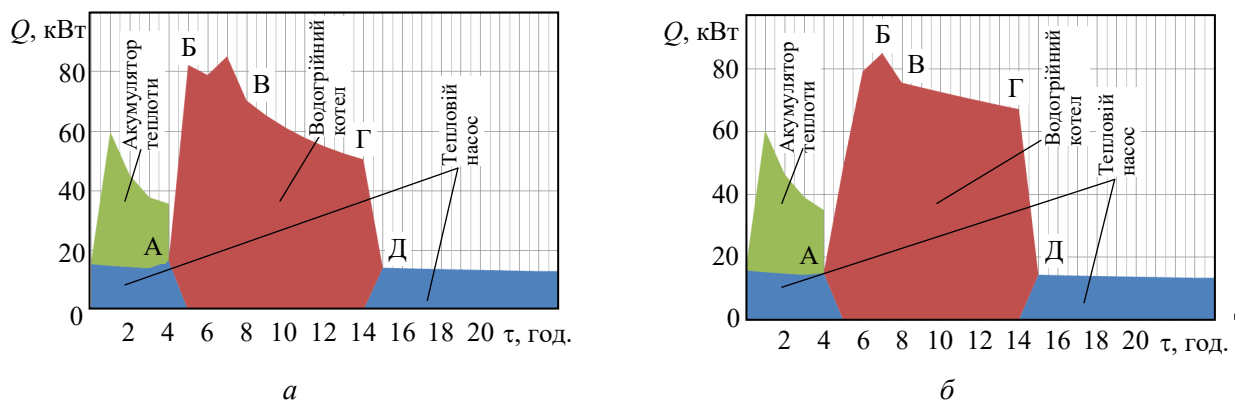 Q, кВт
80
60
40
20
0
Акумулятор
теплоти
Б
В
Водогрійний
котел
Г
Тепловій
насос
А
Д
2 4 6 8 10 12 14 16 18 20 τ, год.
а
Q, кВт
80
60
40
20
0
Акумулятор
теплоти
Б
В
Г
Водогрійний
котел
Тепловій
насос
А
Д
2 4 6 8 10 12 14 16 18 20 τ, год.
б